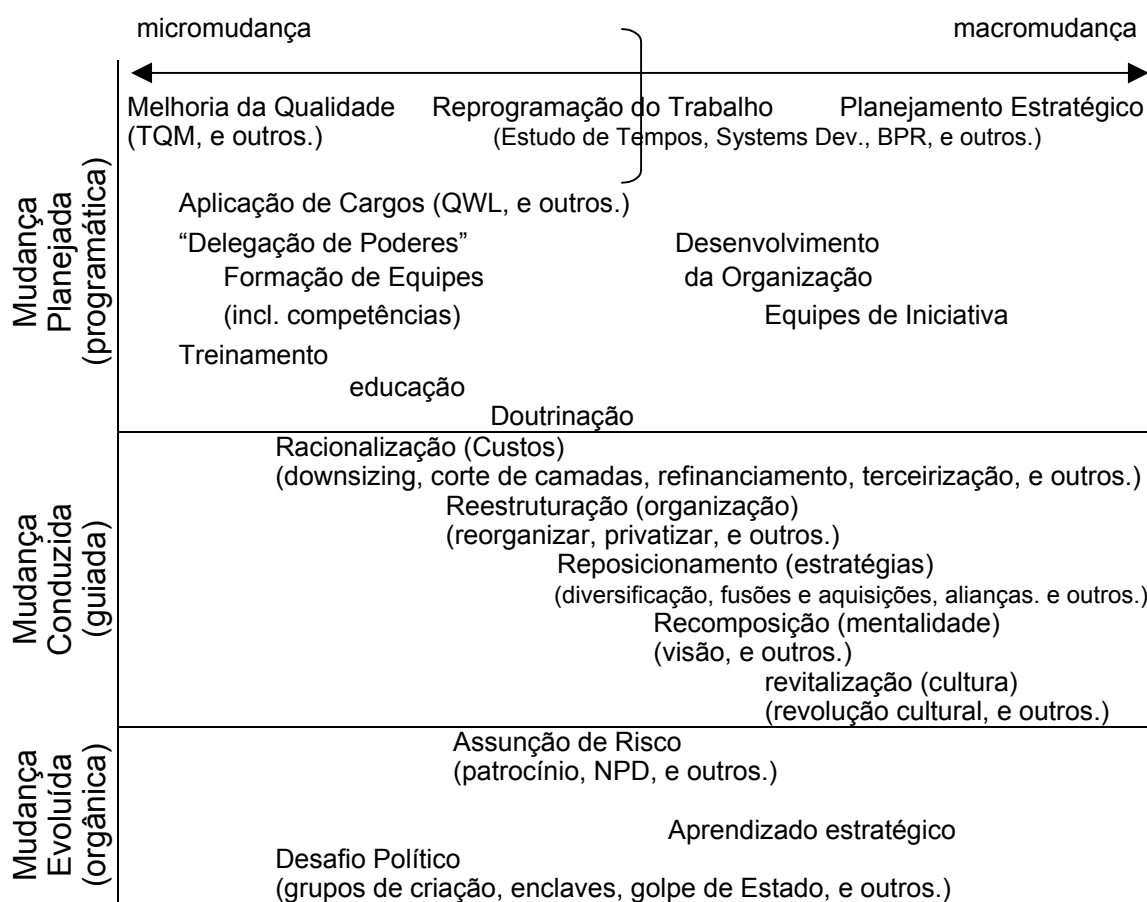 micromudança macromudança
Melhoria da Qualidade Reprogramação do Trabalho Planejamento Estratégico
(TQM, e outros.) (Estudo de Tempos, Systems Dev., BPR, e outros.)
Mudança
Planejada
(programática)
Aplicação de Cargos (QWL, e outros.)
“Delegação de Poderes” Desenvolvimento
Formação de Equipes da Organização
(incl. competências) Equipes de Iniciativa
Treinamento
educação
Doutrinação
Mudança
Conduzida
(guiada)
Racionalização (Custos)
(downsizing, corte de camadas, refinanciamento, terceirização, e outros.)
Reestruturação (organização)
(reorganizar, privatizar, e outros.)
Reposicionamento (estratégias)
(diversificação, fusões e aquisições, alianças. e outros.)
Recomposição (mentalidade)
(visão, e outros.)
revitalização (cultura)
(revolução cultural, e outros.)
Mudança
Evoluída
(orgânica)
Assunção de Risco
(patrocínio, NPD, e outros.)
Aprendizado estratégico
Desafio Político
(grupos de criação, enclaves, golpe de Estado, e outros.)